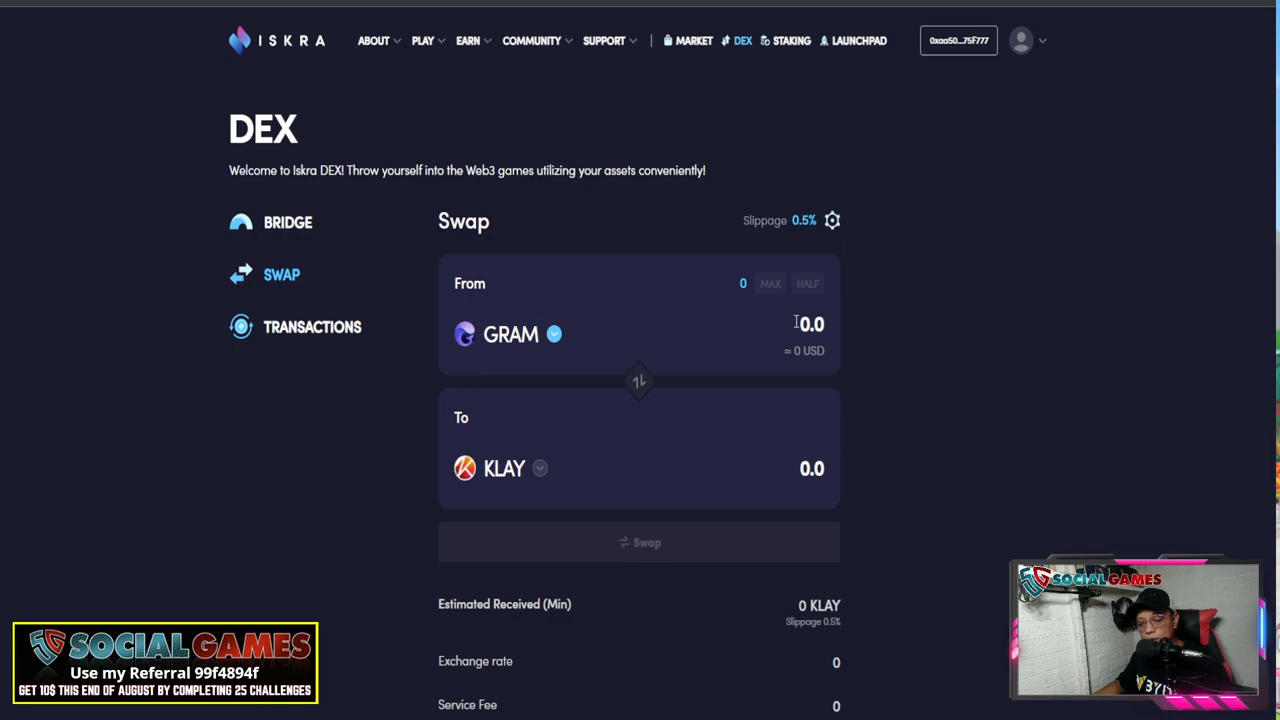 ISKRA
ABOUT
PLAY
EARN
COMMUNITY
SUPPORT
MARKET
DEX
STAKING
LAUNCHPAD
0xaa50...75F777
DEX
Welcome to Iskra DEX! Throw yourself into the Web3 games utilizing your assets conveniently!
BRIDGE
SWAP
TRANSACTIONS
Swap
Slippage 0.5%
From
0 MAX HALF
GRAM
0.0
≈ 0 USD
To
KLAY
0.0
Swap
Estimated Received (Min)
0 KLAY
Slippage 0.5%
Exchange rate
0
Service Fee
0
SG SOCIAL GAMES
Use my Referral 99f4894f
GET 10$ THIS END OF AUGUST BY COMPLETING 25 CHALLENGES
SG SOCIAL GAMES